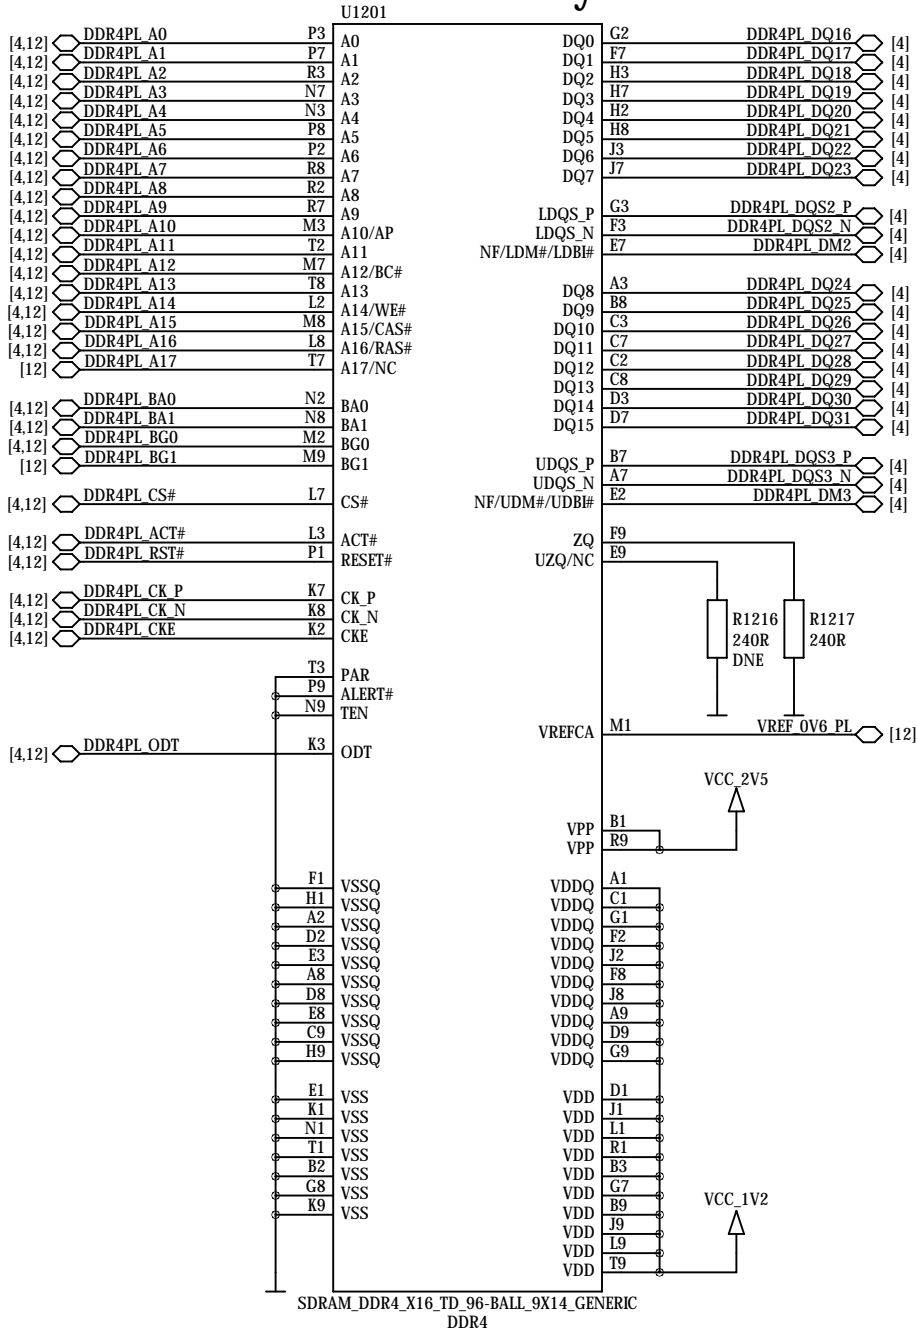 U1201
[4,12] DDR4PL_A0 P3 A0 DQ0 G2 DDR4PL_DQ16 [4]
[4,12] DDR4PL_A1 P7 A1 DQ1 F7 DDR4PL_DQ17 [4]
[4,12] DDR4PL_A2 R3 A2 DQ2 H3 DDR4PL_DQ18 [4]
[4,12] DDR4PL_A3 N7 A3 DQ3 H7 DDR4PL_DQ19 [4]
[4,12] DDR4PL_A4 N3 A4 DQ4 H2 DDR4PL_DQ20 [4]
[4,12] DDR4PL_A5 P8 A5 DQ5 H8 DDR4PL_DQ21 [4]
[4,12] DDR4PL_A6 P2 A6 DQ6 J3 DDR4PL_DQ22 [4]
[4,12] DDR4PL_A7 R8 A7 DQ7 J7 DDR4PL_DQ23 [4]
[4,12] DDR4PL_A8 R2 A8
[4,12] DDR4PL_A9 R7 A9 LDQS_P G3 DDR4PL_DQS2_P [4]
[4,12] DDR4PL_A10 M3 A10/AP LDQS_N F3 DDR4PL_DQS2_N [4]
[4,12] DDR4PL_A11 T2 A11 NF/LDM#/LDBI# E7 DDR4PL_DM2 [4]
[4,12] DDR4PL_A12 M7 A12/BC#
[4,12] DDR4PL_A13 T8 A13 DQ8 A3 DDR4PL_DQ24 [4]
[4,12] DDR4PL_A14 L2 A14/WE# DQ9 B8 DDR4PL_DQ25 [4]
[4,12] DDR4PL_A15 M8 A15/CAS# DQ10 C3 DDR4PL_DQ26 [4]
[4,12] DDR4PL_A16 L8 A16/RAS# DQ11 C7 DDR4PL_DQ27 [4]
[12] DDR4PL_A17 T7 A17/NC DQ12 C2 DDR4PL_DQ28 [4]
DQ13 C8 DDR4PL_DQ29 [4]
[4,12] DDR4PL_BA0 N2 BA0 DQ14 D3 DDR4PL_DQ30 [4]
[4,12] DDR4PL_BA1 N8 BA1 DQ15 D7 DDR4PL_DQ31 [4]
[4,12] DDR4PL_BG0 M2 BG0
[12] DDR4PL_BG1 M9 BG1 UDQS_P B7 DDR4PL_DQS3_P [4]
UDQS_N A7 DDR4PL_DQS3_N [4]
[4,12] DDR4PL_CS# L7 CS# NF/UDM#/UDBI# E2 DDR4PL_DM3 [4]
[4,12] DDR4PL_ACT# L3 ACT# ZQ F9
[4,12] DDR4PL_RST# P1 RESET# UZQ/NC E9
[4,12] DDR4PL_CK_P K7 CK_P
[4,12] DDR4PL_CK_N K8 CK_N R1216 R1217
[4,12] DDR4PL_CKE K2 CKE 240R 240R
DNE
T3 PAR
P9 ALERT#
N9 TEN
VREFCA M1 VREF_0V6_PL [12]
[4,12] DDR4PL_ODT K3 ODT
VCC_2V5
VPP B1
VPP R9
F1 VSSQ VDDQ A1
H1 VSSQ VDDQ C1
A2 VSSQ VDDQ G1
D2 VSSQ VDDQ F2
E3 VSSQ VDDQ J2
A8 VSSQ VDDQ F8
D8 VSSQ VDDQ J8
E8 VSSQ VDDQ A9
C9 VSSQ VDDQ D9
H9 VSSQ VDDQ G9
E1 VSS VDD D1
K1 VSS VDD J1
N1 VSS VDD L1
T1 VSS VDD R1
B2 VSS VDD B3
G8 VSS VDD G7
K9 VSS VDD B9 VCC_1V2
VDD J9
VDD L9
VDD T9
SDRAM_DDR4_X16_TD_96-BALL_9X14_GENERIC
DDR4